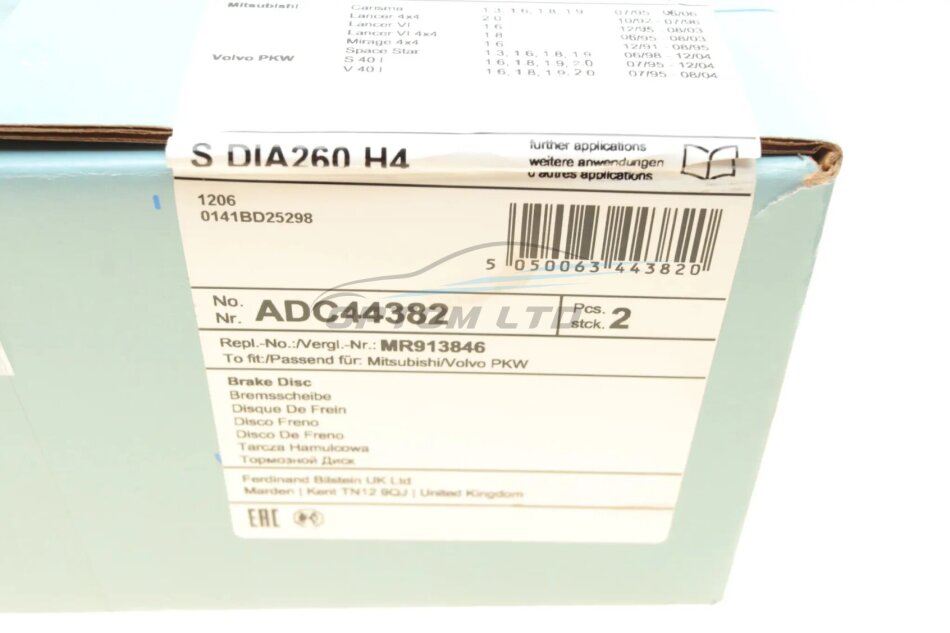 Mitsubishi Carisma 1.3, 1.6, 1.8, 1.9 07/95 - 06/06
Lancer 4x4 2.0 10/92 - 07/96
Lancer VI 1.6 12/95 - 08/03
Lancer VI 4x4 1.8 06/95 - 08/03
Mirage 4x4 1.6 12/91 - 08/95
Space Star 1.3, 1.6, 1.8, 1.9 06/98 - 12/04
Volvo PKW S 40 I 1.6, 1.8, 1.9, 2.0 07/95 - 12/04
V 40 I 1.6, 1.8, 1.9, 2.0 07/95 - 08/04
S DIA260 H4
further applications
weitere anwendungen
d'autres applications
1206
0141BD25298
5 050063 443820
No. Nr. ADC44382 Pcs. stck. 2
OPTOM LTD
Repl.-No.:/Vergl.-Nr.: MR913846
To fit:/Passend für: Mitsubishi/Volvo PKW
Brake Disc
Bremsscheibe
Disque De Frein
Disco Freno
Disco De Freno
Tarcza Hamulcowa
Тормозной Диск
Ferdinand Bilstein UK Ltd
Marden | Kent TN12 9QJ | United Kingdom
EAC